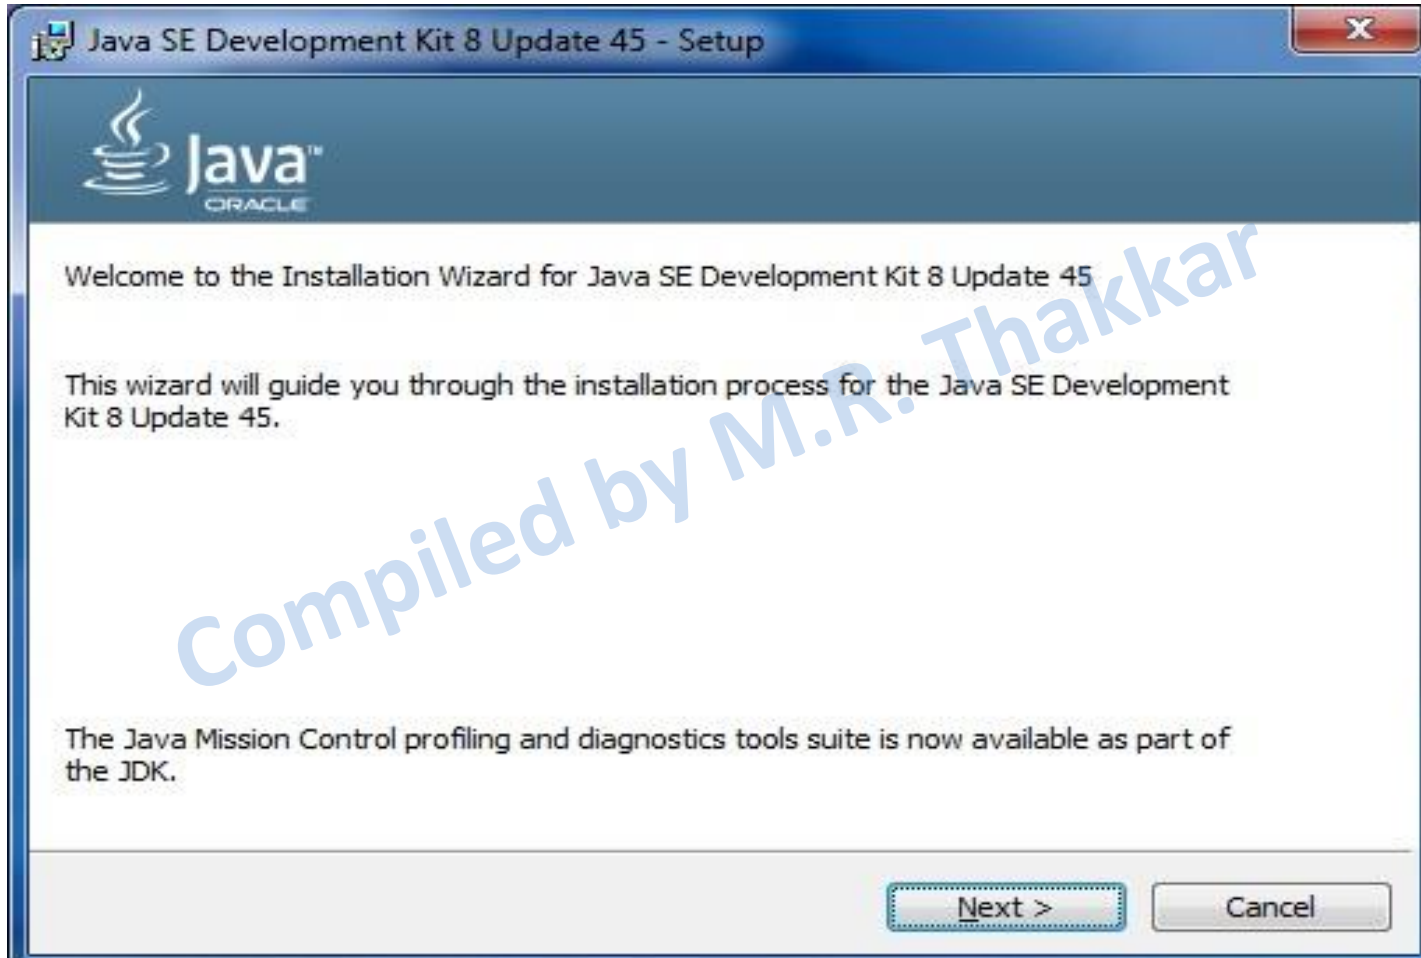 Java SE Development Kit 8 Update 45 - Setup
Java™
ORACLE
Welcome to the Installation Wizard for Java SE Development Kit 8 Update 45
This wizard will guide you through the installation process for the Java SE Development
Kit 8 Update 45.
Compiled by M.R. Thakkar
The Java Mission Control profiling and diagnostics tools suite is now available as part of
the JDK.
Next >
Cancel